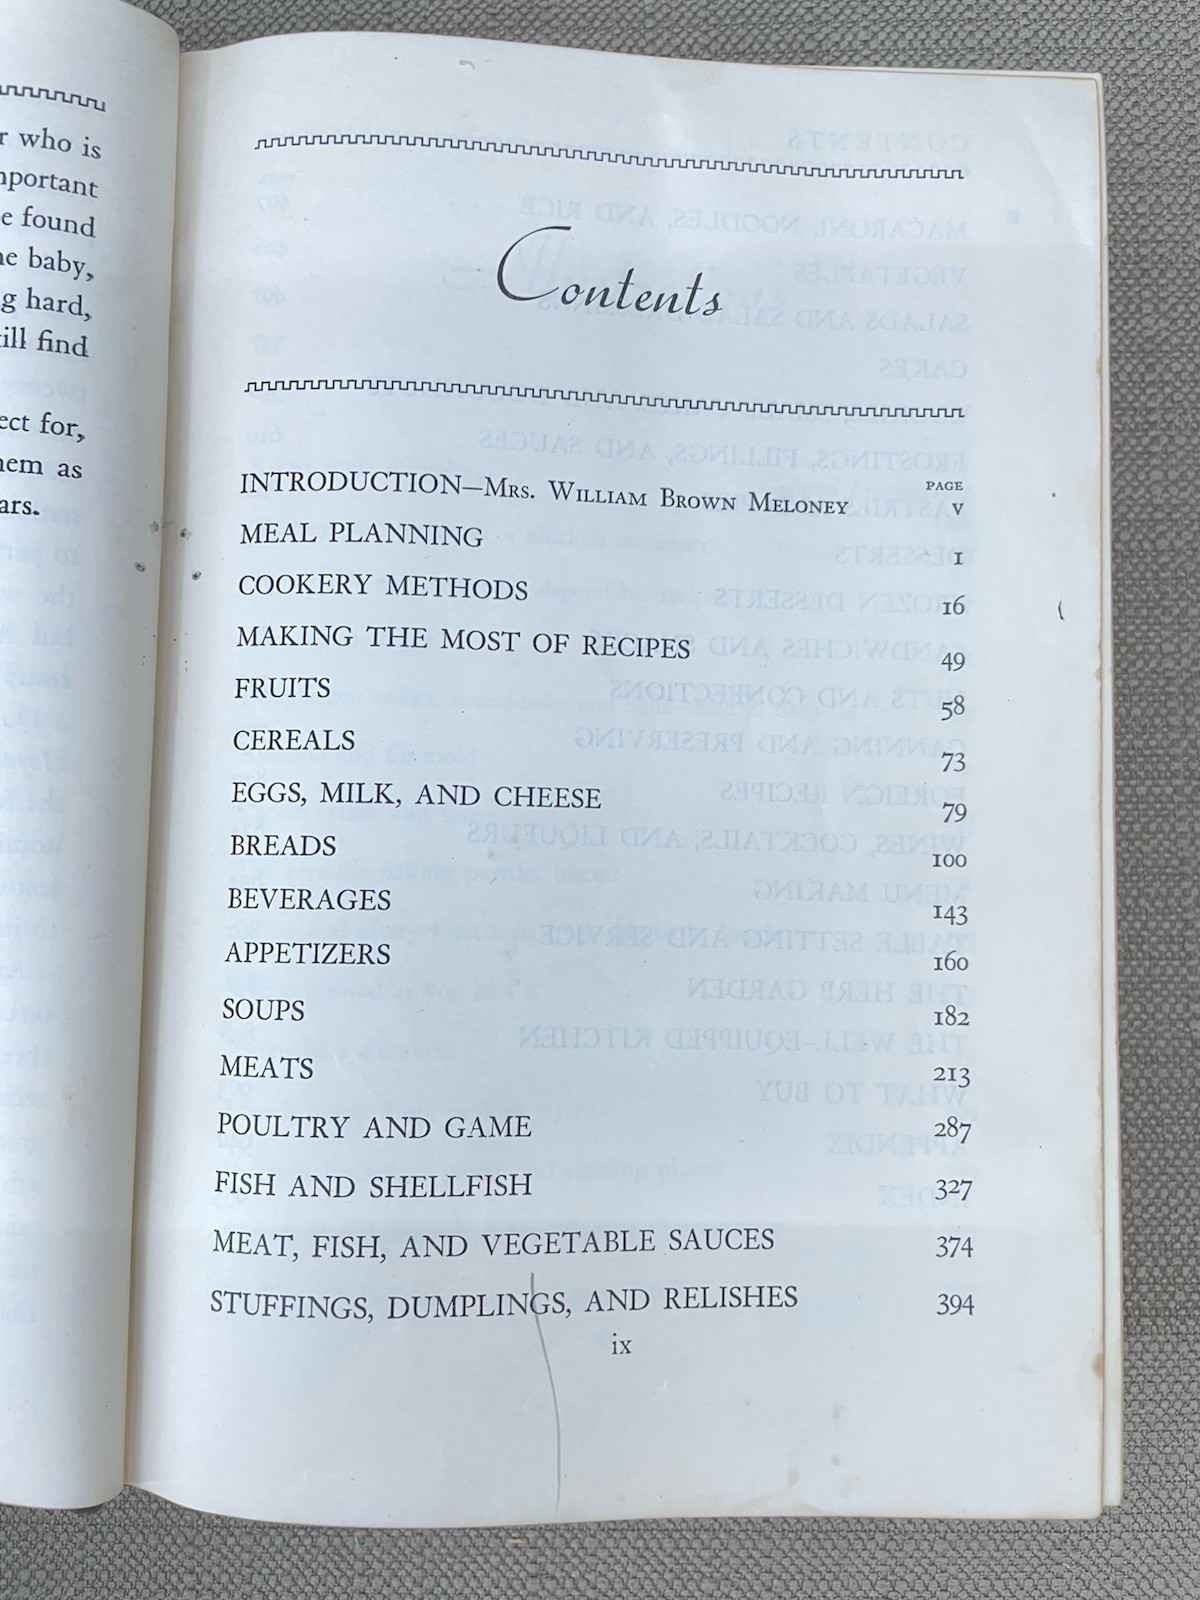 r who is
nportant
e found
ne baby,
g hard,
till find
ect for,
nem as
ars.
Contents
PAGE
INTRODUCTION—MRS. WILLIAM BROWN MELONEY v
MEAL PLANNING 1
COOKERY METHODS 16
MAKING THE MOST OF RECIPES 49
FRUITS 58
CEREALS 73
EGGS, MILK, AND CHEESE 79
BREADS 100
BEVERAGES 143
APPETIZERS 160
SOUPS 182
MEATS 213
POULTRY AND GAME 287
FISH AND SHELLFISH 327
MEAT, FISH, AND VEGETABLE SAUCES 374
STUFFINGS, DUMPLINGS, AND RELISHES 394
ix